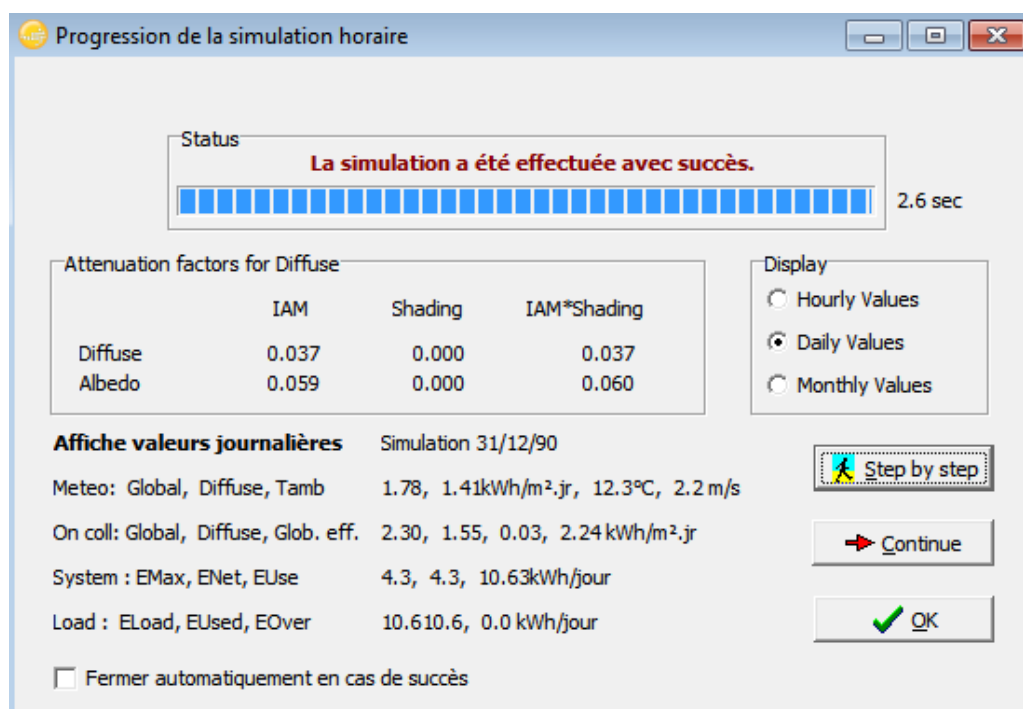 Progression de la simulation horaire
Status
La simulation a été effectuée avec succès.
2.6 sec
Attenuation factors for Diffuse
IAM Shading IAM*Shading
Diffuse 0.037 0.000 0.037
Albedo 0.059 0.000 0.060
Display
Hourly Values
Daily Values
Monthly Values
Affiche valeurs journalières Simulation 31/12/90
Meteo: Global, Diffuse, Tamb 1.78, 1.41kWh/m².jr, 12.3ºC, 2.2 m/s
On coll: Global, Diffuse, Glob. eff. 2.30, 1.55, 0.03, 2.24 kWh/m².jr
System : EMax, ENet, EUse 4.3, 4.3, 10.63kWh/jour
Load : ELoad, EUsed, EOver 10.610.6, 0.0 kWh/jour
Step by step
Continue
OK
Fermer automatiquement en cas de succès